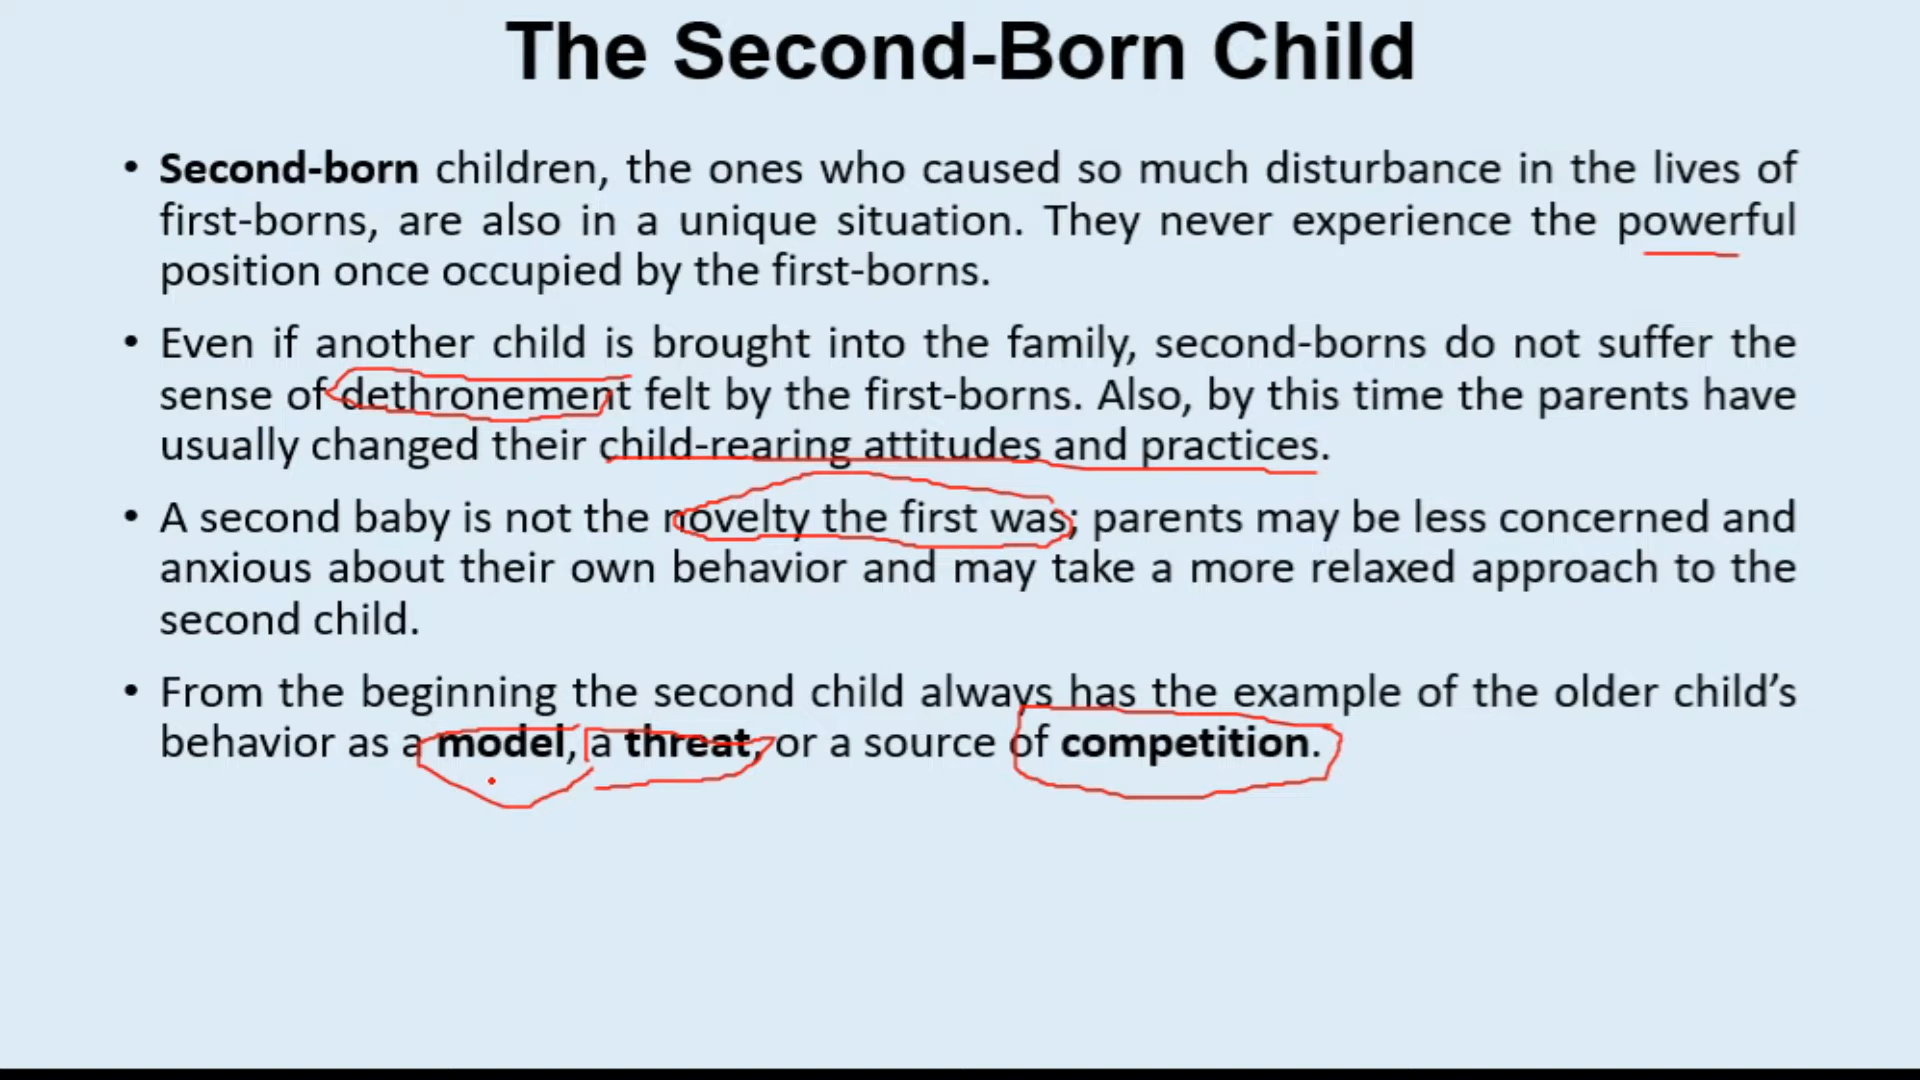 The Second-Born Child
• Second-born children, the ones who caused so much disturbance in the lives of
first-borns, are also in a unique situation. They never experience the powerful
position once occupied by the first-borns.
• Even if another child is brought into the family, second-borns do not suffer the
sense of dethronement felt by the first-borns. Also, by this time the parents have
usually changed their child-rearing attitudes and practices.
• A second baby is not the novelty the first was; parents may be less concerned and
anxious about their own behavior and may take a more relaxed approach to the
second child.
• From the beginning the second child always has the example of the older child’s
behavior as a model, a threat, or a source of competition.